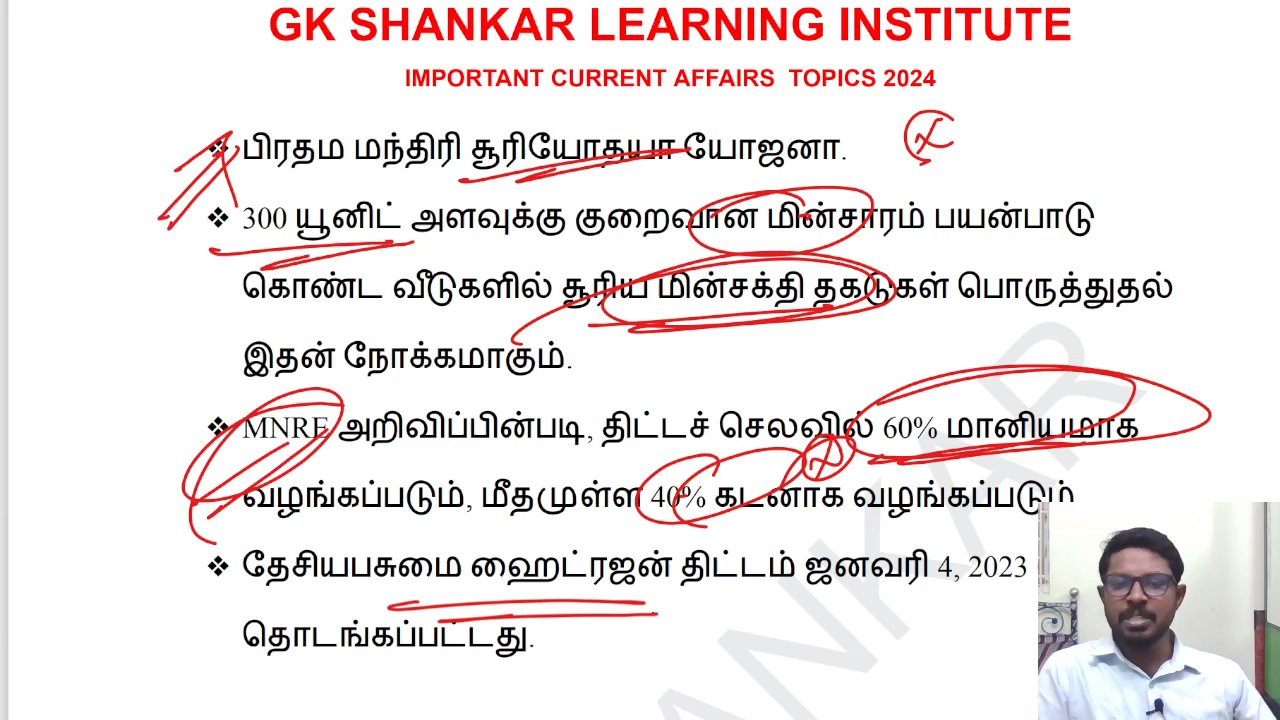 GK SHANKAR LEARNING INSTITUTE
IMPORTANT CURRENT AFFAIRS TOPICS 2024
❖ பிரதம மந்திரி சூரியோதயா யோஜனா.
❖ 300 யூனிட் அளவுக்கு குறைவான மின்சாரம் பயன்பாடு
கொண்ட வீடுகளில் சூரிய மின்சக்தி தகடுகள் பொருத்துதல்
இதன் நோக்கமாகும்.
❖ MNRE அறிவிப்பின்படி, திட்டச் செலவில் 60% மானியமாக
வழங்கப்படும், மீதமுள்ள 40% கடனாக வழங்கப்படும்
❖ தேசியபசுமை ஹைட்ரஜன் திட்டம் ஜனவரி 4, 2023
தொடங்கப்பட்டது.
ANKAR